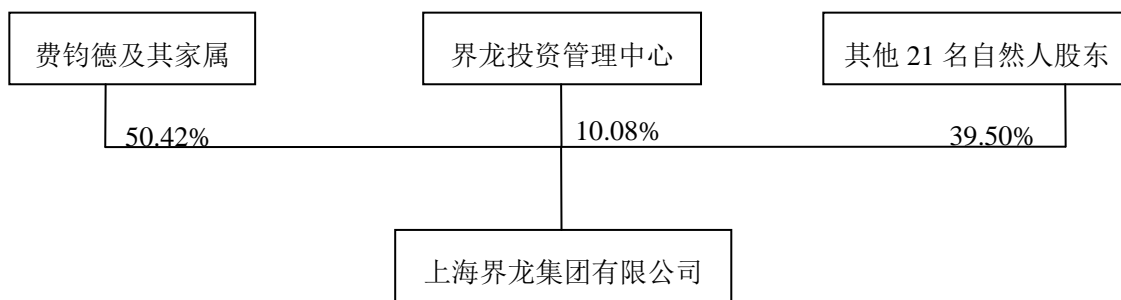 费钧德及其家属
界龙投资管理中心
其他 21 名自然人股东
50.42%
10.08%
39.50%
上海界龙集团有限公司